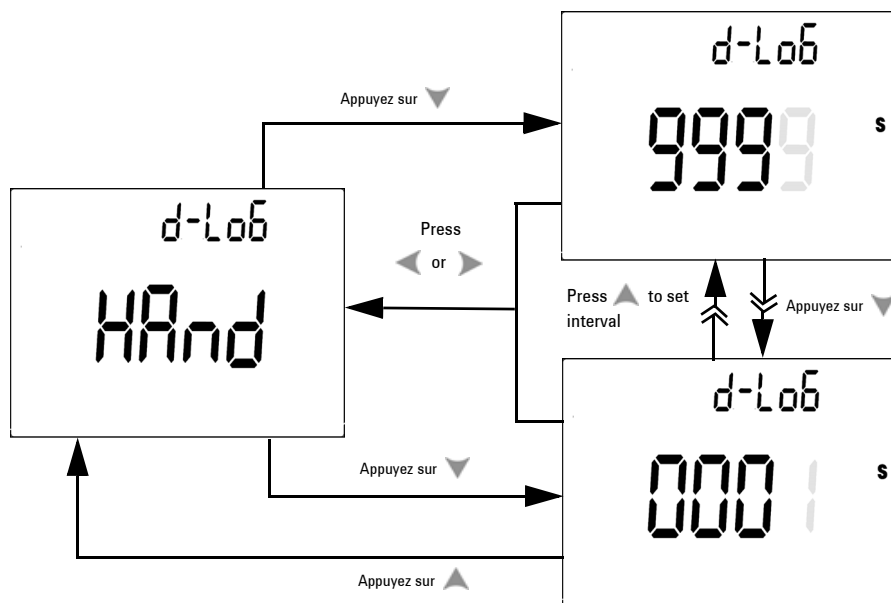 d-LoG
Appuyez sur
9999 S
d-LoG
HAnd
Press
or
Press to set
interval
Appuyez sur
d-LoG
0001 S
Appuyez sur
Appuyez sur